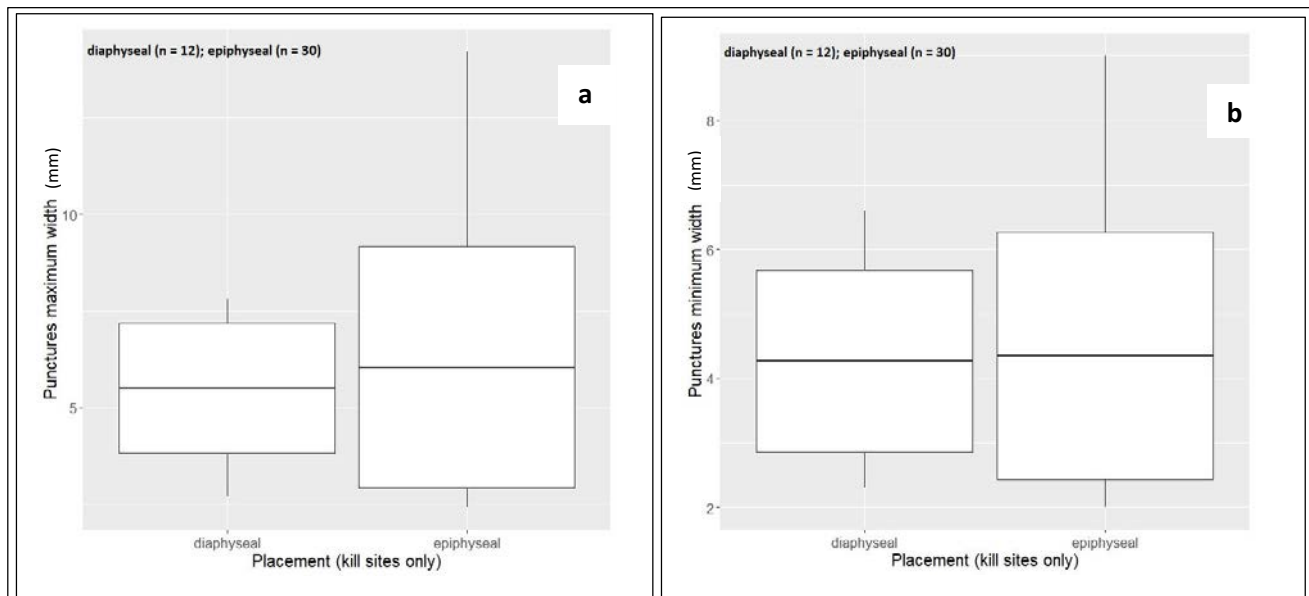 diaphyseal (n = 12); epiphyseal (n = 30)
a
Punctures maximum width (mm)
10
5
diaphyseal
epiphyseal
Placement (kill sites only)
diaphyseal (n = 12); epiphyseal (n = 30)
b
Punctures minimum width (mm)
8
6
4
2
diaphyseal
epiphyseal
Placement (kill sites only)